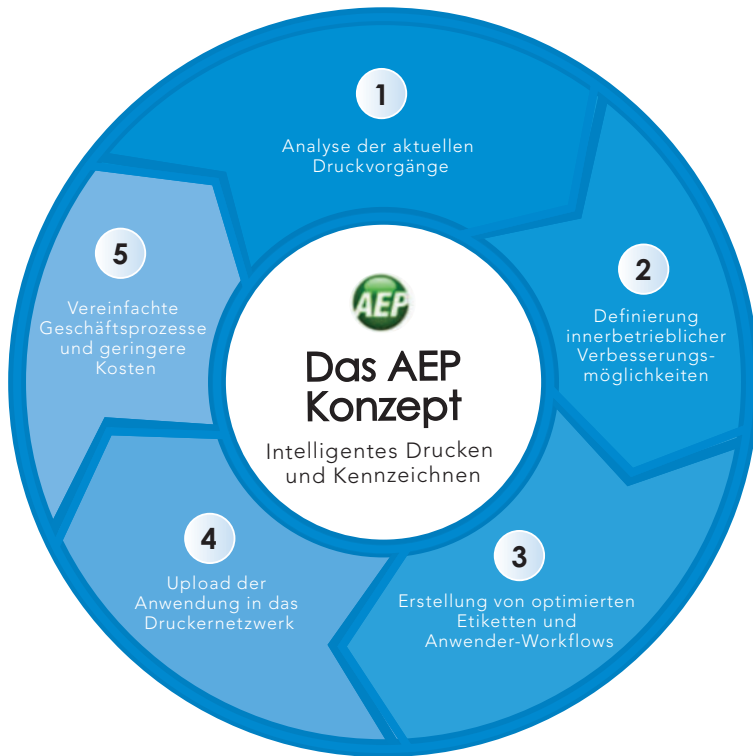 1
Analyse der aktuellen
Druckvorgänge
2
Definierung
innerbetrieblicher
Verbesserungs-
möglichkeiten
3
Erstellung von optimierten
Etiketten und
Anwender-Workflows
4
Upload der
Anwendung in das
Druckernetzwerk
5
Vereinfachte
Geschäftsprozesse
und geringere
Kosten
AEP
Das AEP
Konzept
Intelligentes Drucken
und Kennzeichnen